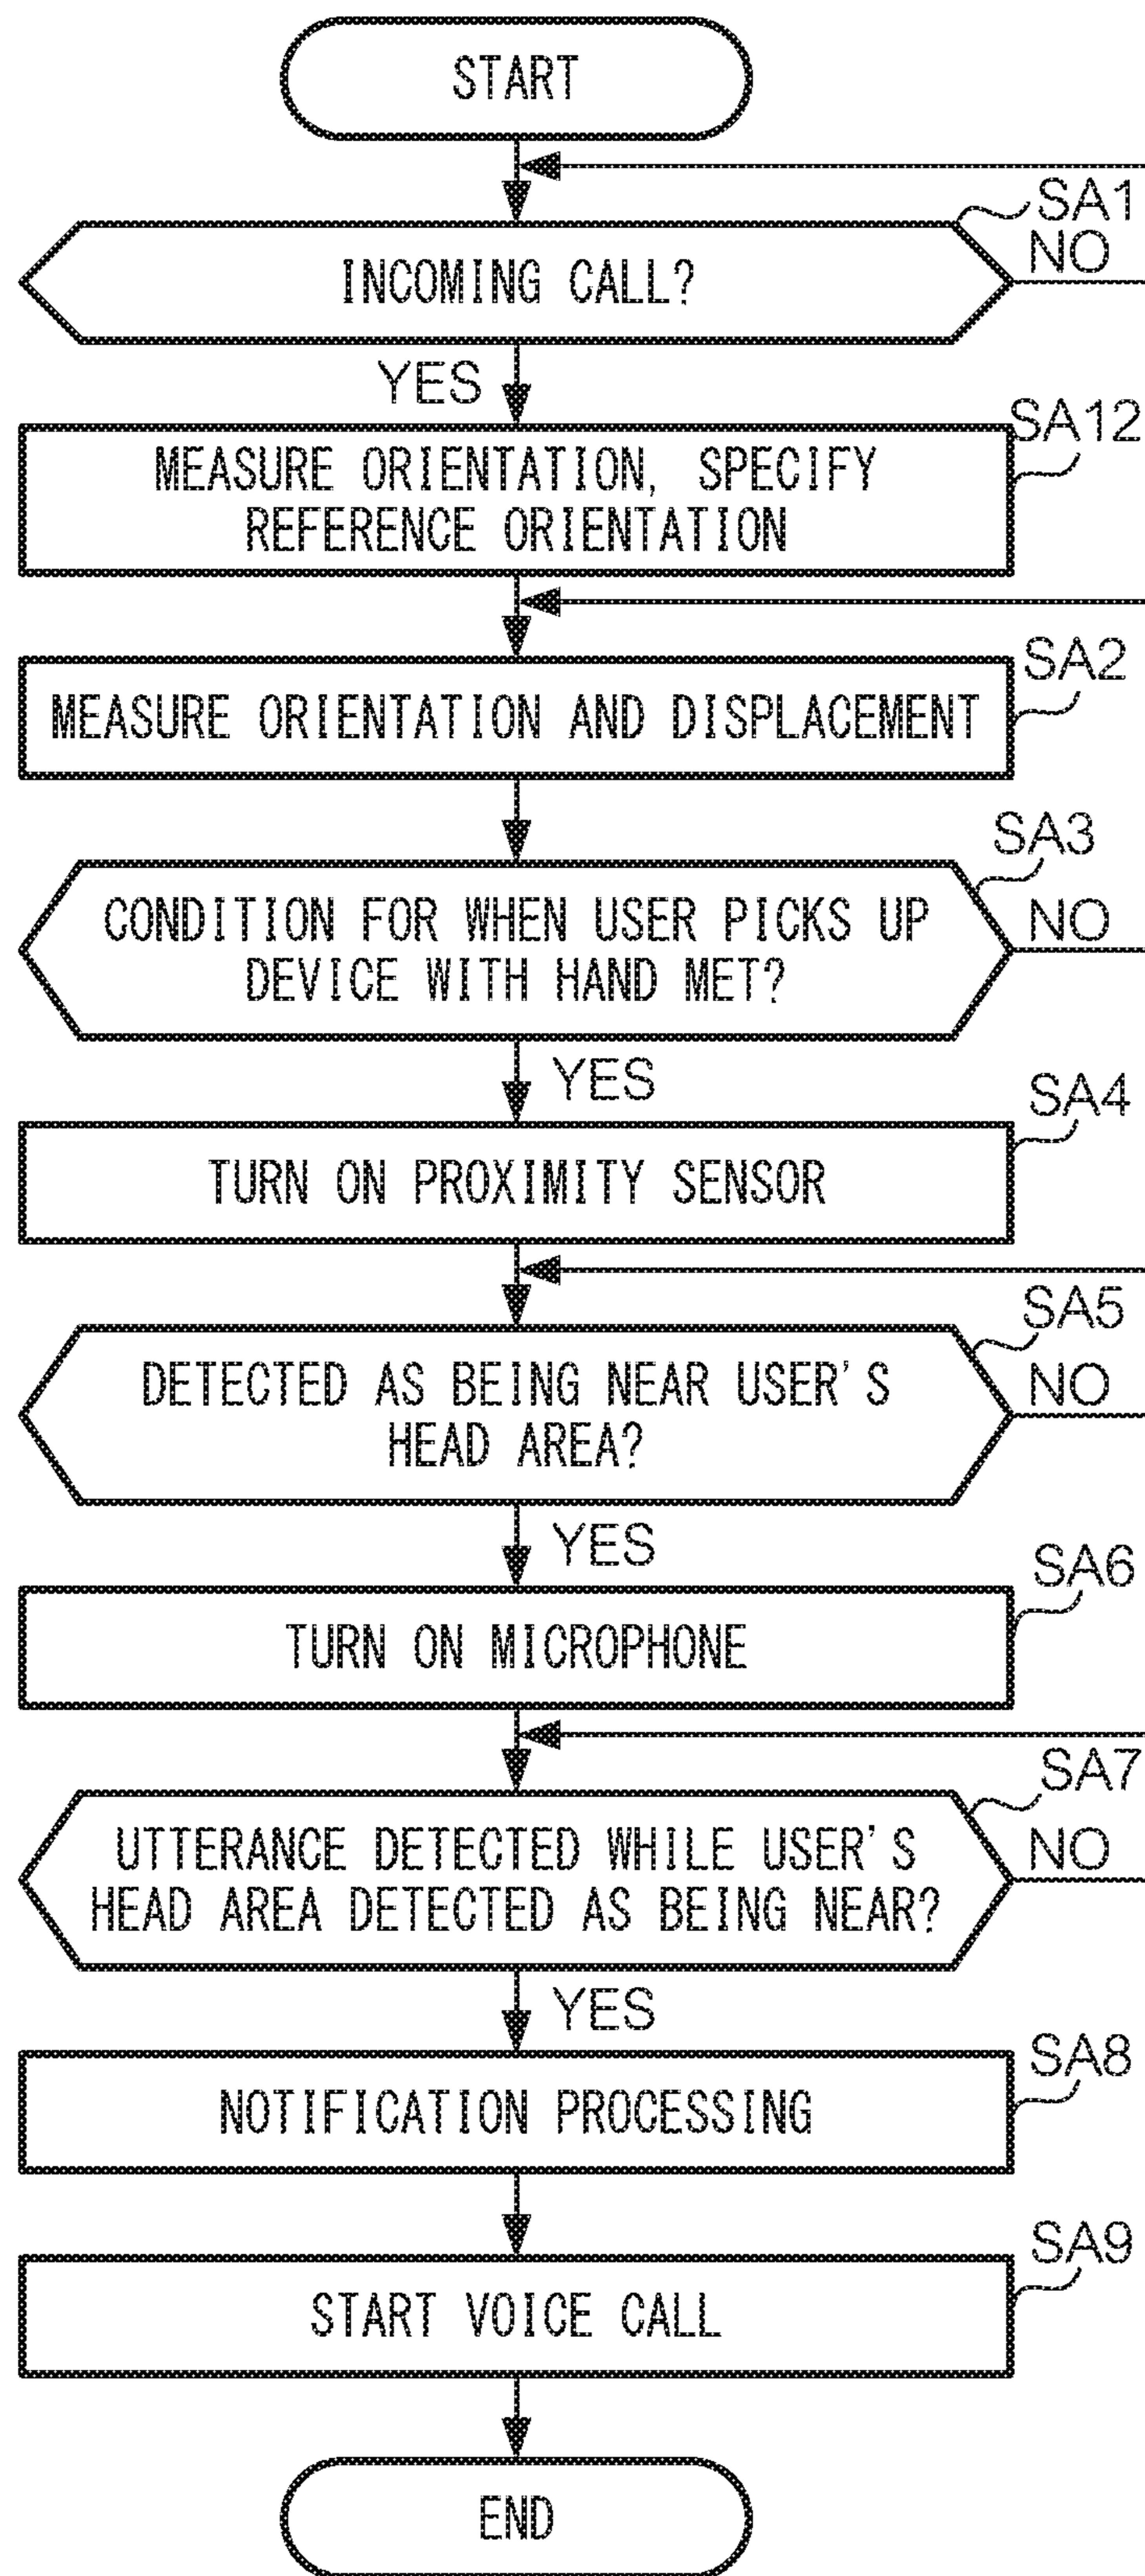 START
SA1
INCOMING CALL?
NO
YES
SA12
MEASURE ORIENTATION, SPECIFY
REFERENCE ORIENTATION
SA2
MEASURE ORIENTATION AND DISPLACEMENT
SA3
CONDITION FOR WHEN USER PICKS UP
DEVICE WITH HAND MET?
NO
YES
SA4
TURN ON PROXIMITY SENSOR
SA5
DETECTED AS BEING NEAR USER'S
HEAD AREA?
NO
YES
SA6
TURN ON MICROPHONE
SA7
UTTERANCE DETECTED WHILE USER'S
HEAD AREA DETECTED AS BEING NEAR?
NO
YES
SA8
NOTIFICATION PROCESSING
SA9
START VOICE CALL
END